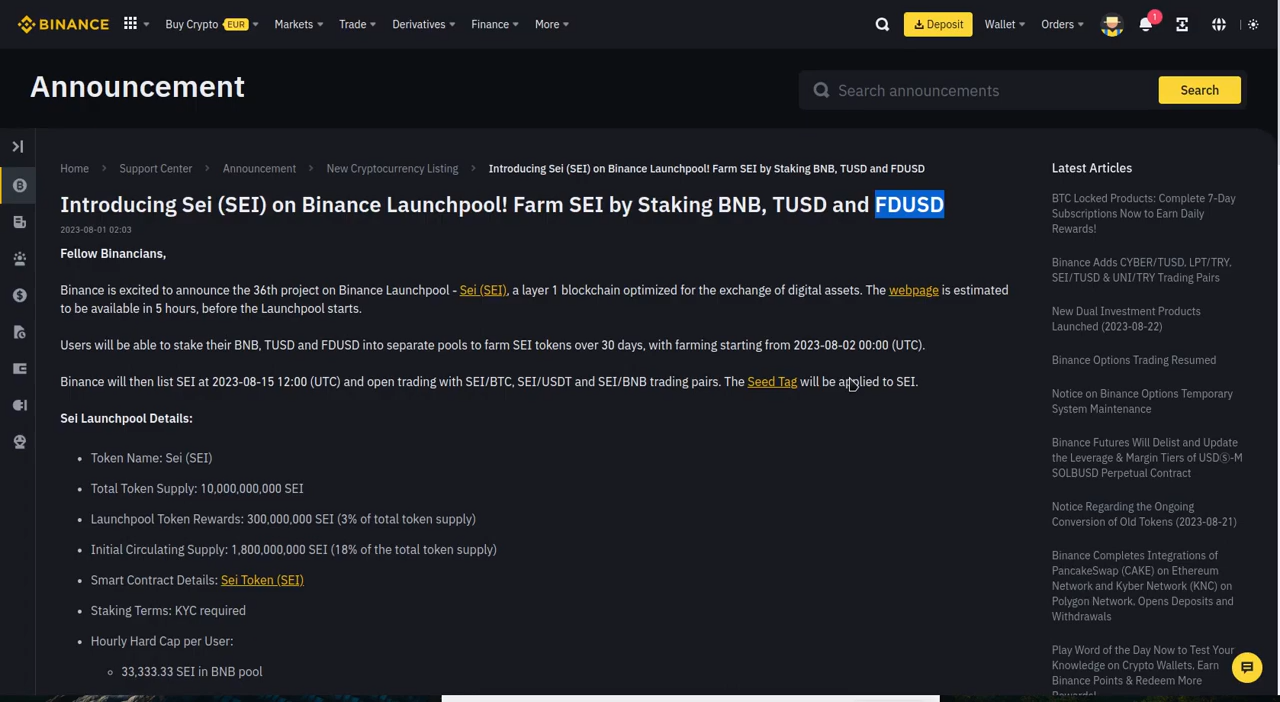 BINANCE
Buy Crypto EUR
Markets
Trade
Derivatives
Finance
More
Deposit
Wallet
Orders
1
Announcement
Search announcements
Search
Home > Support Center > Announcement > New Cryptocurrency Listing > Introducing Sei (SEI) on Binance Launchpool! Farm SEI by Staking BNB, TUSD and FDUSD
Introducing Sei (SEI) on Binance Launchpool! Farm SEI by Staking BNB, TUSD and FDUSD
2023-08-01 02:03
Fellow Binancians,
Binance is excited to announce the 36th project on Binance Launchpool - Sei (SEI), a layer 1 blockchain optimized for the exchange of digital assets. The webpage is estimated
to be available in 5 hours, before the Launchpool starts.
Users will be able to stake their BNB, TUSD and FDUSD into separate pools to farm SEI tokens over 30 days, with farming starting from 2023-08-02 00:00 (UTC).
Binance will then list SEI at 2023-08-15 12:00 (UTC) and open trading with SEI/BTC, SEI/USDT and SEI/BNB trading pairs. The Seed Tag will be applied to SEI.
Sei Launchpool Details:
• Token Name: Sei (SEI)
• Total Token Supply: 10,000,000,000 SEI
• Launchpool Token Rewards: 300,000,000 SEI (3% of total token supply)
• Initial Circulating Supply: 1,800,000,000 SEI (18% of the total token supply)
• Smart Contract Details: Sei Token (SEI)
• Staking Terms: KYC required
• Hourly Hard Cap per User:
◦ 33,333.33 SEI in BNB pool
Latest Articles
BTC Locked Products: Complete 7-Day
Subscriptions Now to Earn Daily
Rewards!
Binance Adds CYBER/TUSD, LPT/TRY,
SEI/TUSD & UNI/TRY Trading Pairs
New Dual Investment Products
Launched (2023-08-22)
Binance Options Trading Resumed
Notice on Binance Options Temporary
System Maintenance
Binance Futures Will Delist and Update
the Leverage & Margin Tiers of USDⓈ-M
SOLBUSD Perpetual Contract
Notice Regarding the Ongoing
Conversion of Old Tokens (2023-08-21)
Binance Completes Integrations of
PancakeSwap (CAKE) on Ethereum
Network and Kyber Network (KNC) on
Polygon Network, Opens Deposits and
Withdrawals
Play Word of the Day Now to Test Your
Knowledge on Crypto Wallets, Earn
Binance Points & Redeem More
Rewards!